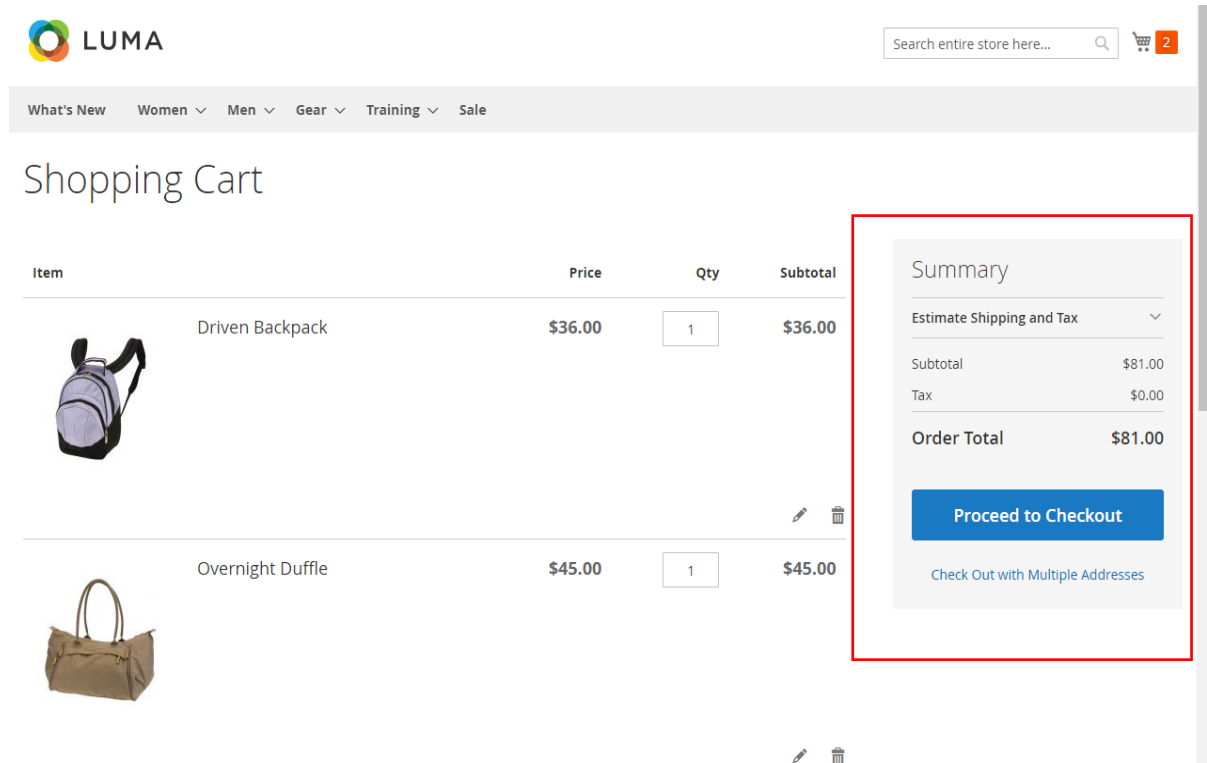 LUMA
Search entire store here...
2
What's New Women Men Gear Training Sale
Shopping Cart
Item Price Qty Subtotal
Driven Backpack $36.00 1 $36.00
Overnight Duffle $45.00 1 $45.00
Summary
Estimate Shipping and Tax
Subtotal $81.00
Tax $0.00
Order Total $81.00
Proceed to Checkout
Check Out with Multiple Addresses